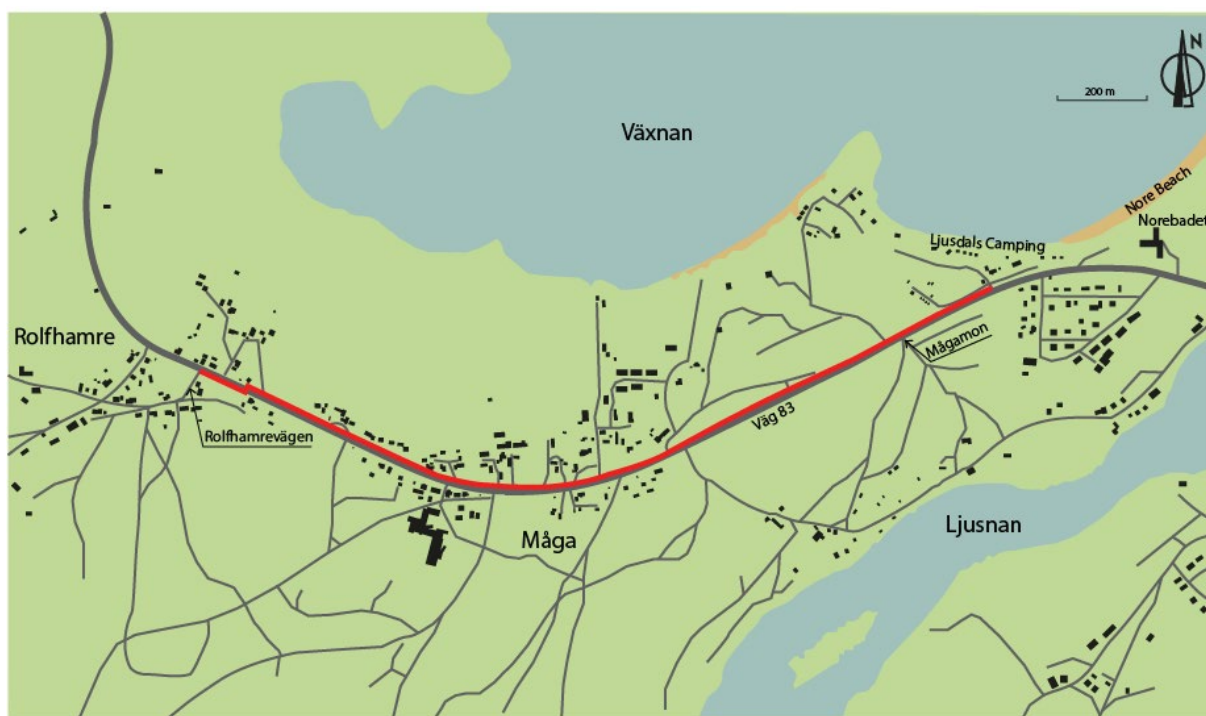 N
200 m
Växnan
Nore Beach
Norebadet
Ljusdals Camping
Rolfhamre
Mågamon
Väg 83
Rolfhamrevägen
Ljusnan
Måga